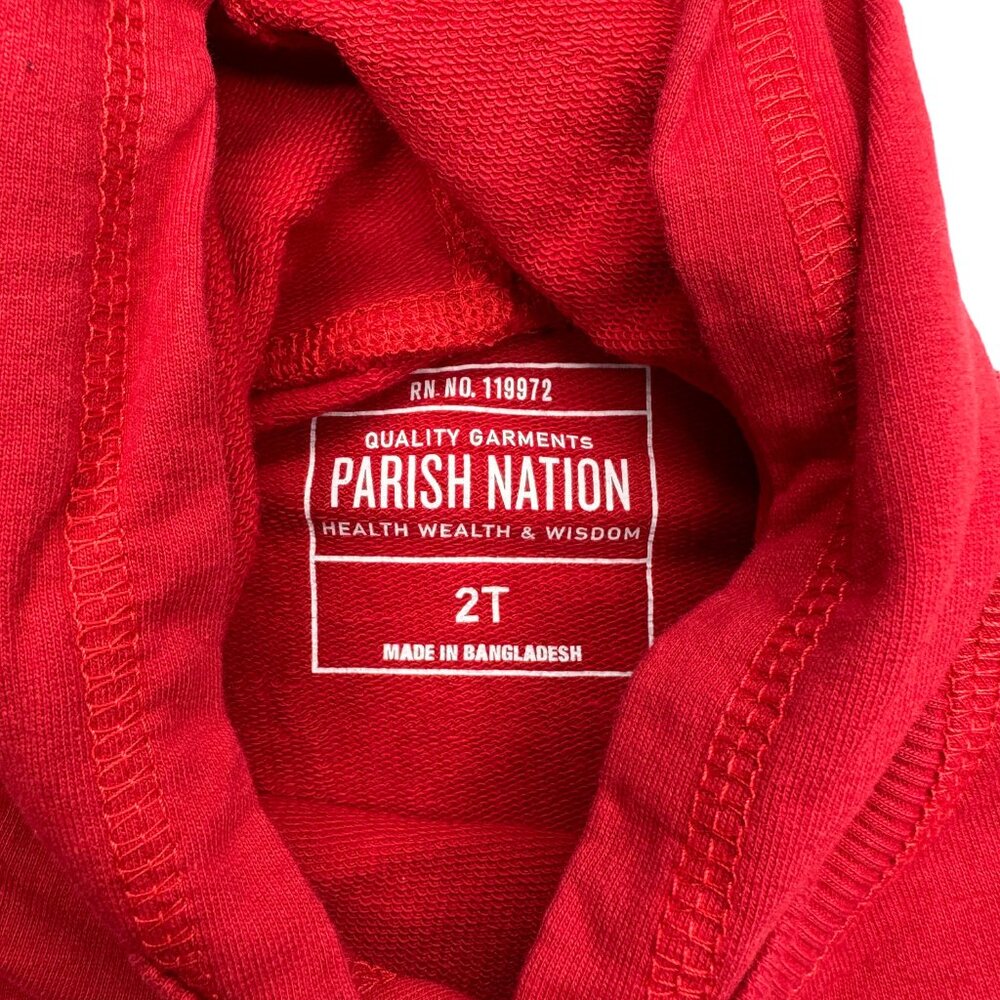 RN. NO. 119972
QUALITY GARMENTS
PARISH NATION
HEALTH WEALTH & WISDOM
2T
MADE IN BANGLADESH